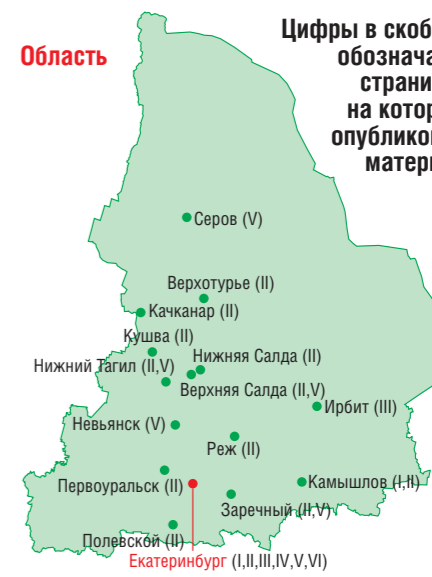 Область
Цифры в скоб
обознача
страни
на котор
опубликов
матери
Серов (V)
Верхотурье (II)
Качканар (II)
Кушва (II)
Нижняя Салда (II)
Нижний Тагил (II,V)
Верхняя Салда (II,V)
Ирбит (III)
Невьянск (V)
Реж (II)
Первоуральск (II)
Камышлов (I,II)
Заречный (II,V)
Полевской (II)
Екатеринбург (I,II,III,IV,V,VI)